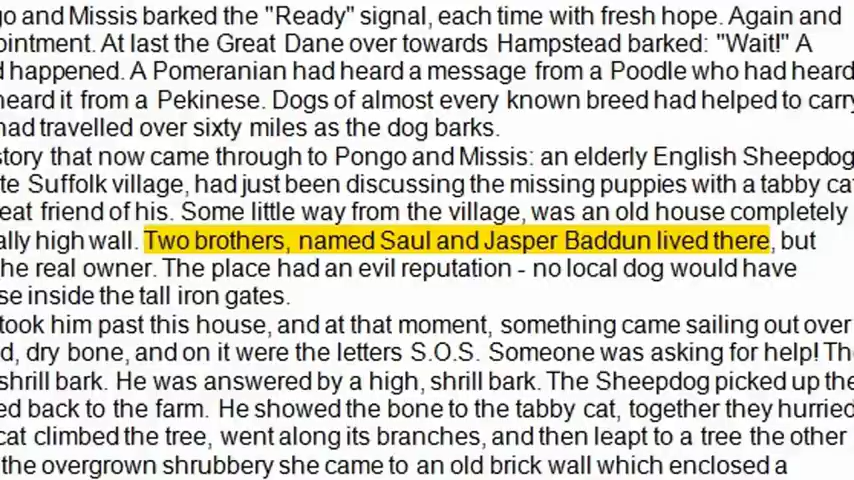 go and Missis barked the "Ready" signal, each time with fresh hope. Again and
ointment. At last the Great Dane over towards Hampstead barked: "Wait!" A
d happened. A Pomeranian had heard a message from a Poodle who had heard
heard it from a Pekinese. Dogs of almost every known breed had helped to carry
had travelled over sixty miles as the dog barks.
story that now came through to Pongo and Missis: an elderly English Sheepdog
te Suffolk village, had just been discussing the missing puppies with a tabby cat
eat friend of his. Some little way from the village, was an old house completely
ally high wall. Two brothers, named Saul and Jasper Baddun lived there, but
he real owner. The place had an evil reputation - no local dog would have
se inside the tall iron gates.
took him past this house, and at that moment, something came sailing out over
d, dry bone, and on it were the letters S.O.S. Someone was asking for help! Th
shrill bark. He was answered by a high, shrill bark. The Sheepdog picked up the
ed back to the farm. He showed the bone to the tabby cat, together they hurried
cat climbed the tree, went along its branches, and then leapt to a tree the other
the overgrown shrubbery she came to an old brick wall which enclosed a